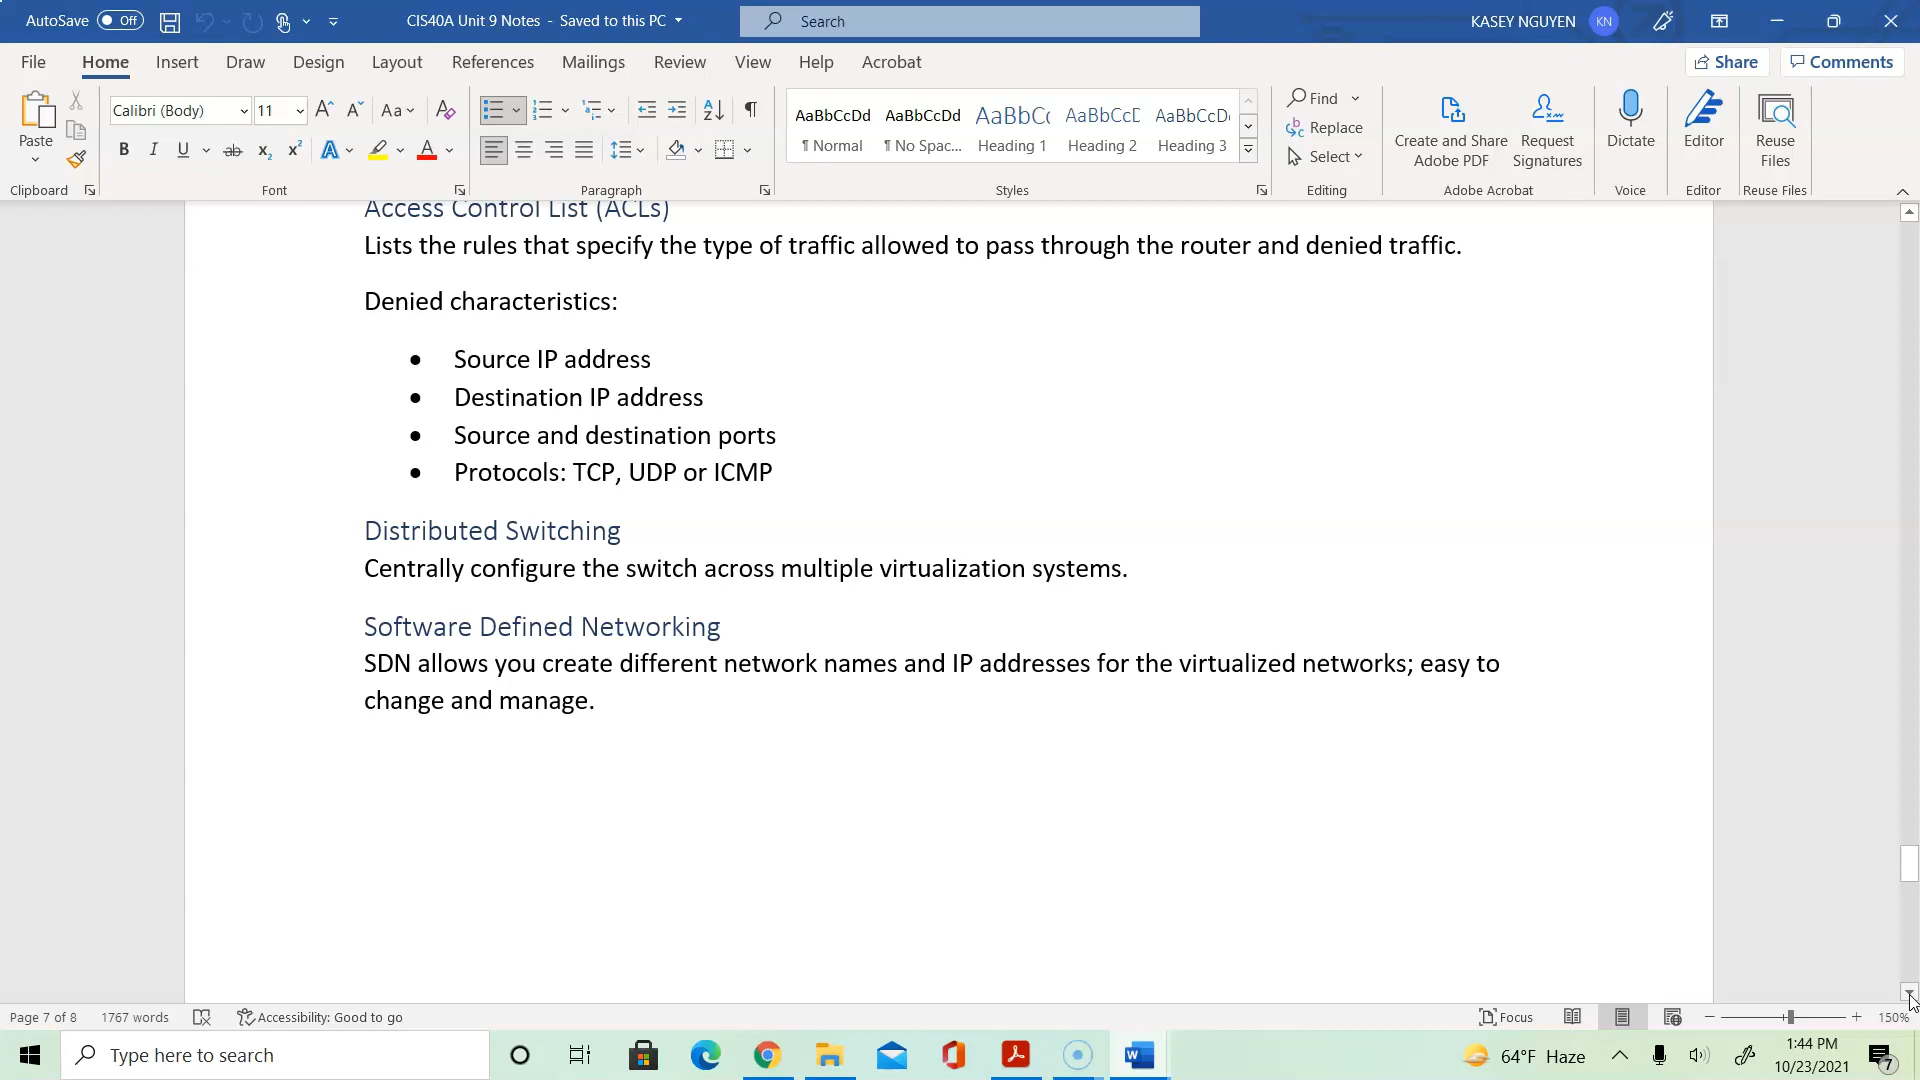 AutoSave Off CIS40A Unit 9 Notes - Saved to this PC Search KASEY NGUYEN KN
File Home Insert Draw Design Layout References Mailings Review View Help Acrobat Share Comments
Paste Calibri (Body) 11 A A Aa A AaBbCcDd AaBbCcDd AaBbCc AaBbCcD AaBbCcDd Find Replace Select
B I U ab x2 x2 A A ¶ Normal ¶ No Spac... Heading 1 Heading 2 Heading 3 Create and Share Adobe PDF Request Signatures Dictate Editor Reuse Files
Clipboard Font Paragraph Styles Editing Adobe Acrobat Voice Editor Reuse Files
Access Control List (ACLs)
Lists the rules that specify the type of traffic allowed to pass through the router and denied traffic.
Denied characteristics:
• Source IP address
• Destination IP address
• Source and destination ports
• Protocols: TCP, UDP or ICMP
Distributed Switching
Centrally configure the switch across multiple virtualization systems.
Software Defined Networking
SDN allows you create different network names and IP addresses for the virtualized networks; easy to
change and manage.
Page 7 of 8 1767 words Accessibility: Good to go Focus 150%
Type here to search 64°F Haze 1:44 PM
10/23/2021 7